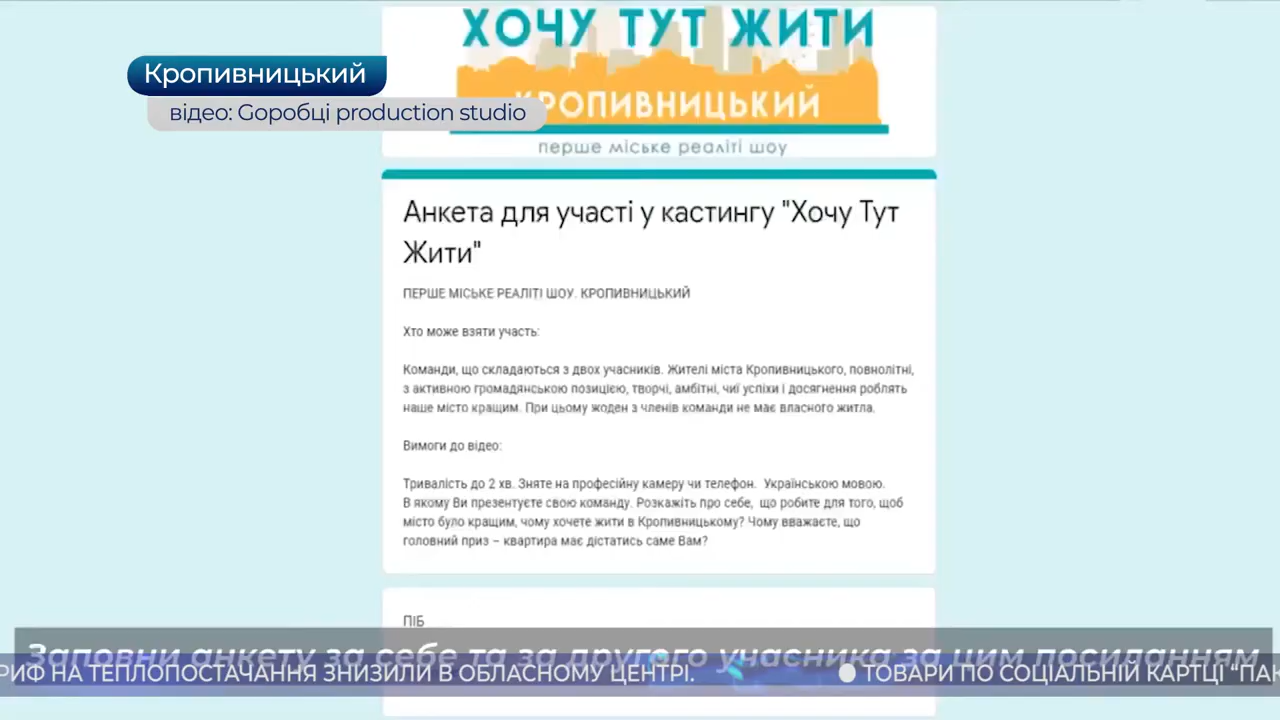 ХОЧУ ТУТ ЖИТИ
Кропивницький
відео: Goробці production studio
КРОПИВНИЦЬКИЙ
перше міське реаліті шоу
Анкета для участі у кастингу "Хочу Тут
Жити"
ПЕРШЕ МІСЬКЕ РЕАЛІТІ ШОУ. КРОПИВНИЦЬКИЙ
Хто може взяти участь:
Команди, що складаються з двох учасників. Жителі міста Кропивницького, повнолітні,
з активною громадянською позицією, творчі, амбітні, чиї успіхи і досягнення роблять
наше місто кращим. При цьому жоден з членів команди не має власного житла.
Вимоги до відео:
Тривалість до 2 хв. Зняте на професійну камеру чи телефон. Українською мовою.
В якому Ви презентуєте свою команду. Розкажіть про себе, що робите для того, щоб
місто було кращим, чому хочете жити в Кропивницькому? Чому вважаєте, що
головний приз – квартира має дістатись саме Вам?
ПІБ
Заповни анкету за себе та за другого учасника за цим посиланням
РИФ НА ТЕПЛОПОСТАЧАННЯ ЗНИЗИЛИ В ОБЛАСНОМУ ЦЕНТРІ. ● ТОВАРИ ПО СОЦІАЛЬНІЙ КАРТЦІ “ПАК